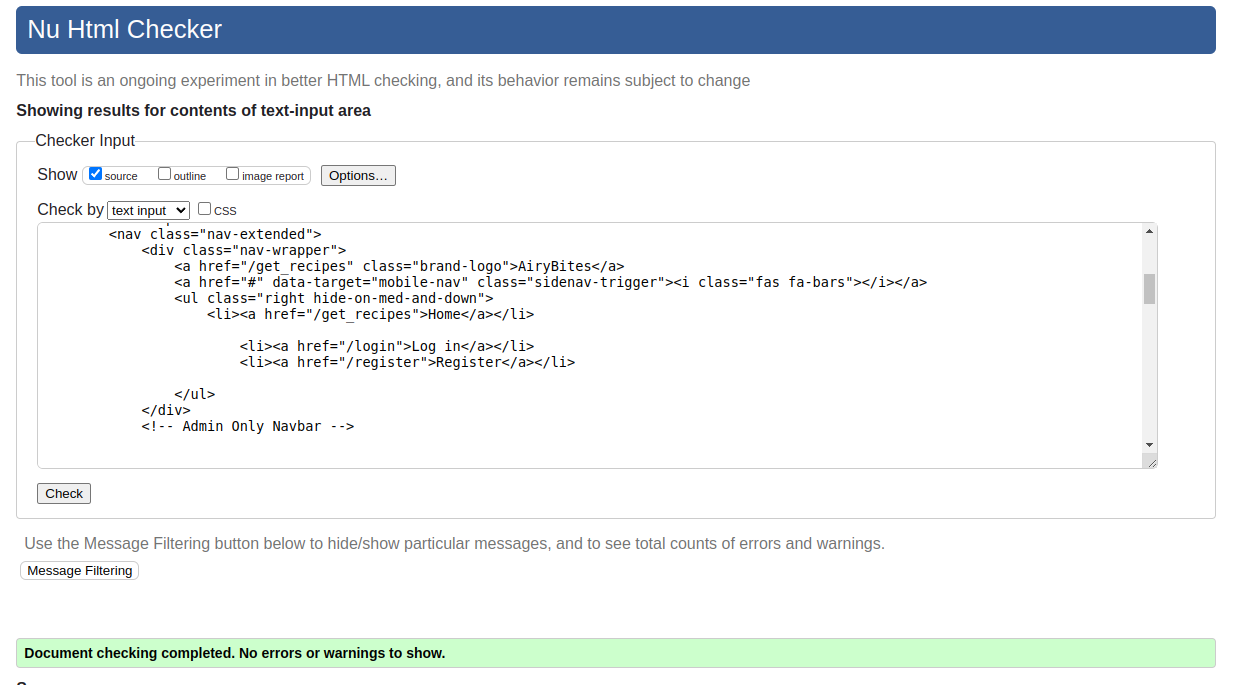 Nu Html Checker
This tool is an ongoing experiment in better HTML checking, and its behavior remains subject to change
Showing results for contents of text-input area
Checker Input
Show source outline image report Options...
Check by text input CSS
<nav class="nav-extended">
<div class="nav-wrapper">
<a href="/get_recipes" class="brand-logo">AiryBites</a>
<a href="#" data-target="mobile-nav" class="sidenav-trigger"><i class="fas fa-bars"></i></a>
<ul class="right hide-on-med-and-down">
<li><a href="/get_recipes">Home</a></li>
<li><a href="/login">Log in</a></li>
<li><a href="/register">Register</a></li>
</ul>
</div>
<!-- Admin Only Navbar -->
Check
Use the Message Filtering button below to hide/show particular messages, and to see total counts of errors and warnings.
Message Filtering
Document checking completed. No errors or warnings to show.